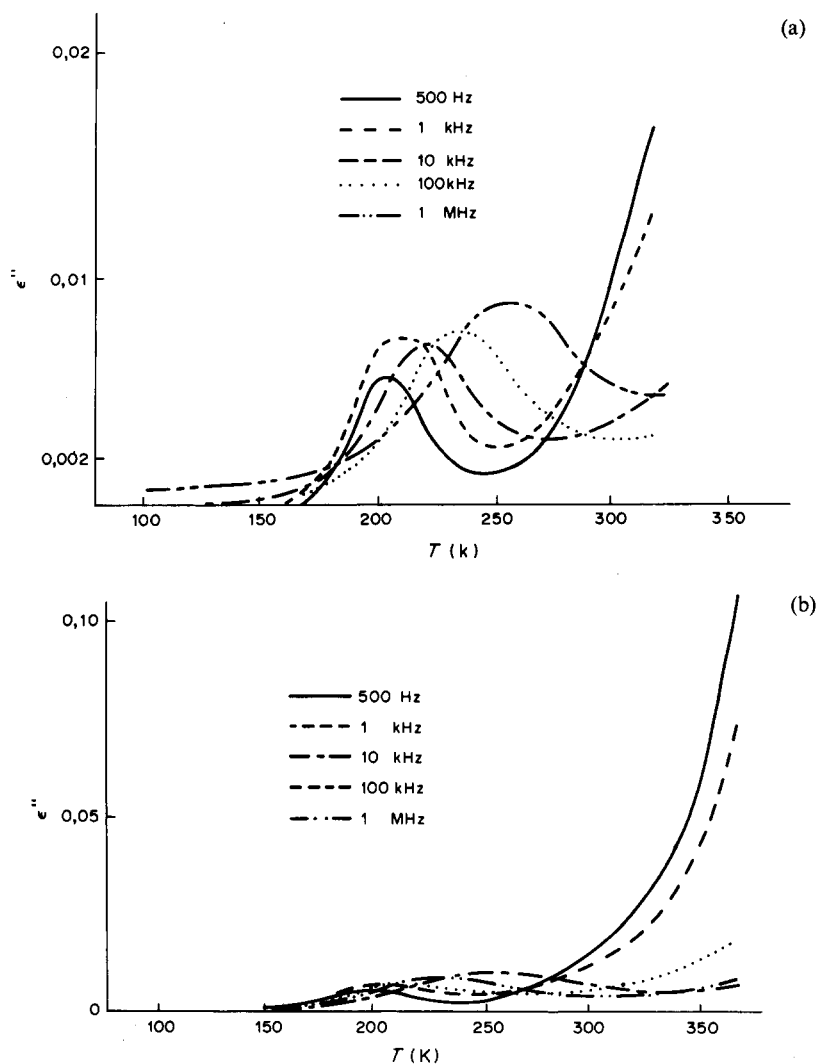 (a)
0,02
500 Hz
1 kHz
10 kHz
100kHz
1 MHz
0,01
ε"
0,002
100 150 200 250 300 350
T (k)
(b)
0,10
500 Hz
1 kHz
10 kHz
100 kHz
1 MHz
0,05
ε"
0
100 150 200 250 300 350
T (K)